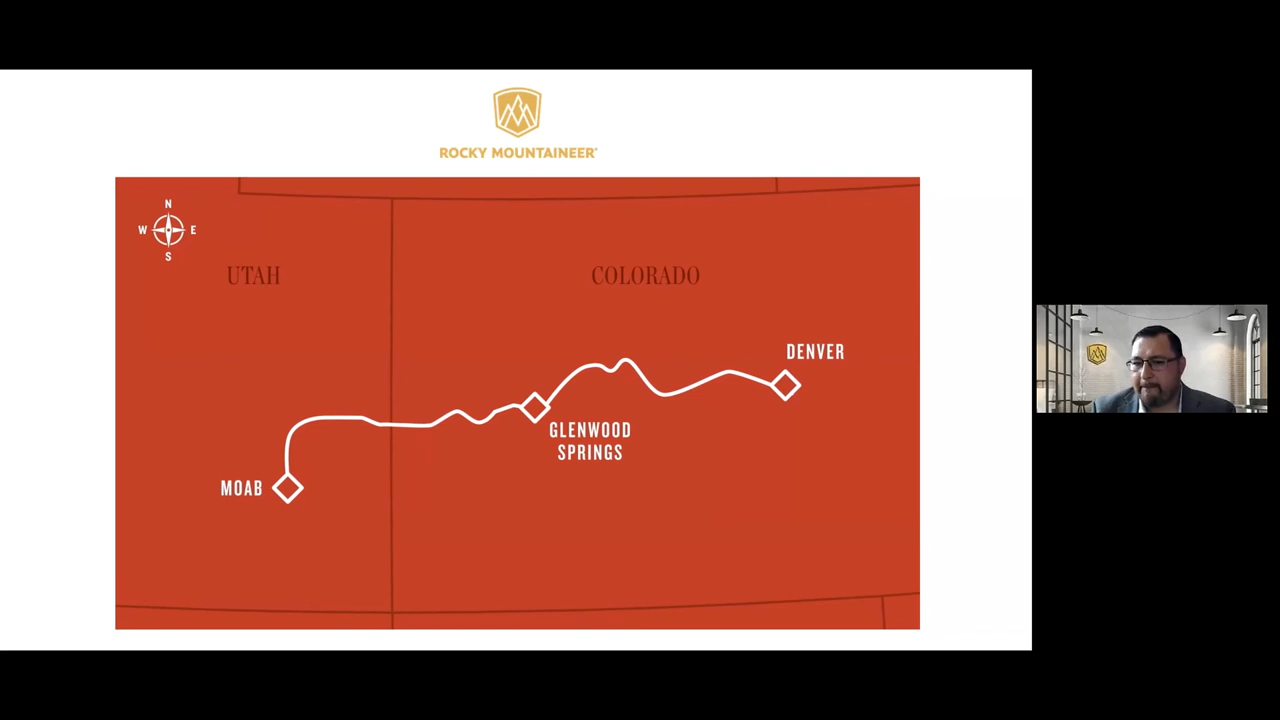 ROCKY MOUNTAINEER
N
W E
S
UTAH
COLORADO
DENVER
GLENWOOD
SPRINGS
MOAB